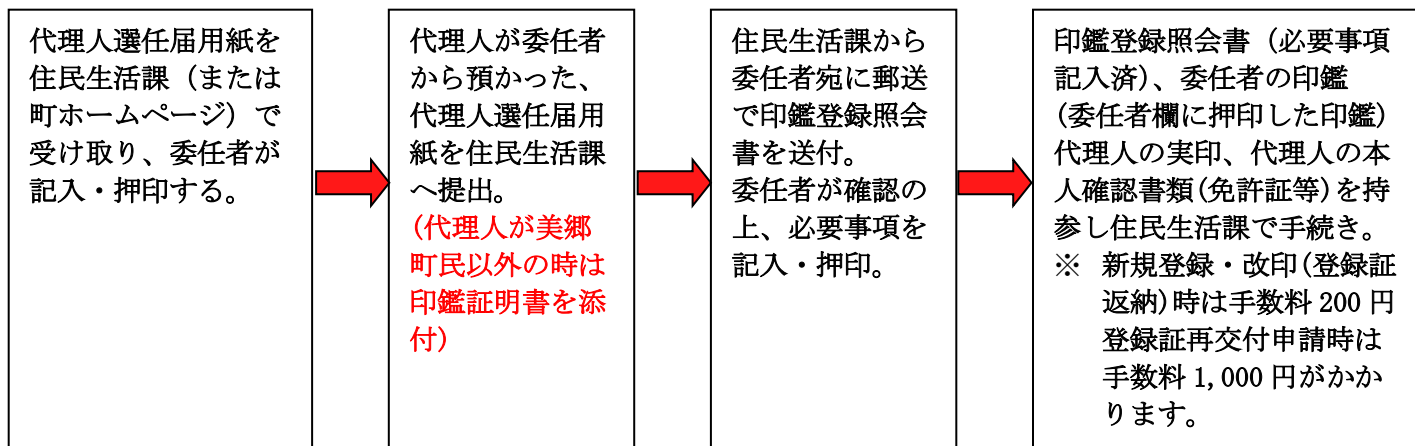 代理人選任届用紙を
住民生活課（または
町ホームページ）で
受け取り、委任者が
記入・押印する。
代理人が委任者
から預かった、
代理人選任届用
紙を住民生活課
へ提出。
(代理人が美郷
町民以外の時は
印鑑証明書を添
付)
住民生活課から
委任者宛に郵送
で印鑑登録照会
書を送付。
委任者が確認の
上、必要事項を
記入・押印。
印鑑登録照会書（必要事項
記入済）、委任者の印鑑
(委任者欄に押印した印鑑)
代理人の実印、代理人の本
人確認書類(免許証等)を持
参し住民生活課で手続き。
※　新規登録・改印(登録証
返納)時は手数料 200 円
登録証再交付申請時は
手数料 1,000 円がかか
ります。